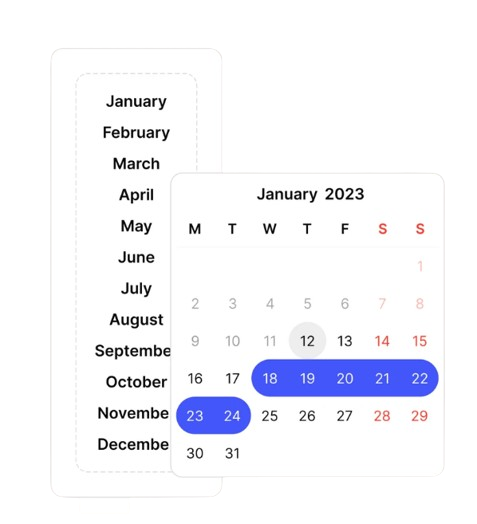 January
February
March
April
May
June
July
August
Septembe
October
Novembe
Decembe
January 2023
M T W T F S S
1
2 3 4 5 6 7 8
9 10 11 12 13 14 15
16 17 18 19 20 21 22
23 24 25 26 27 28 29
30 31